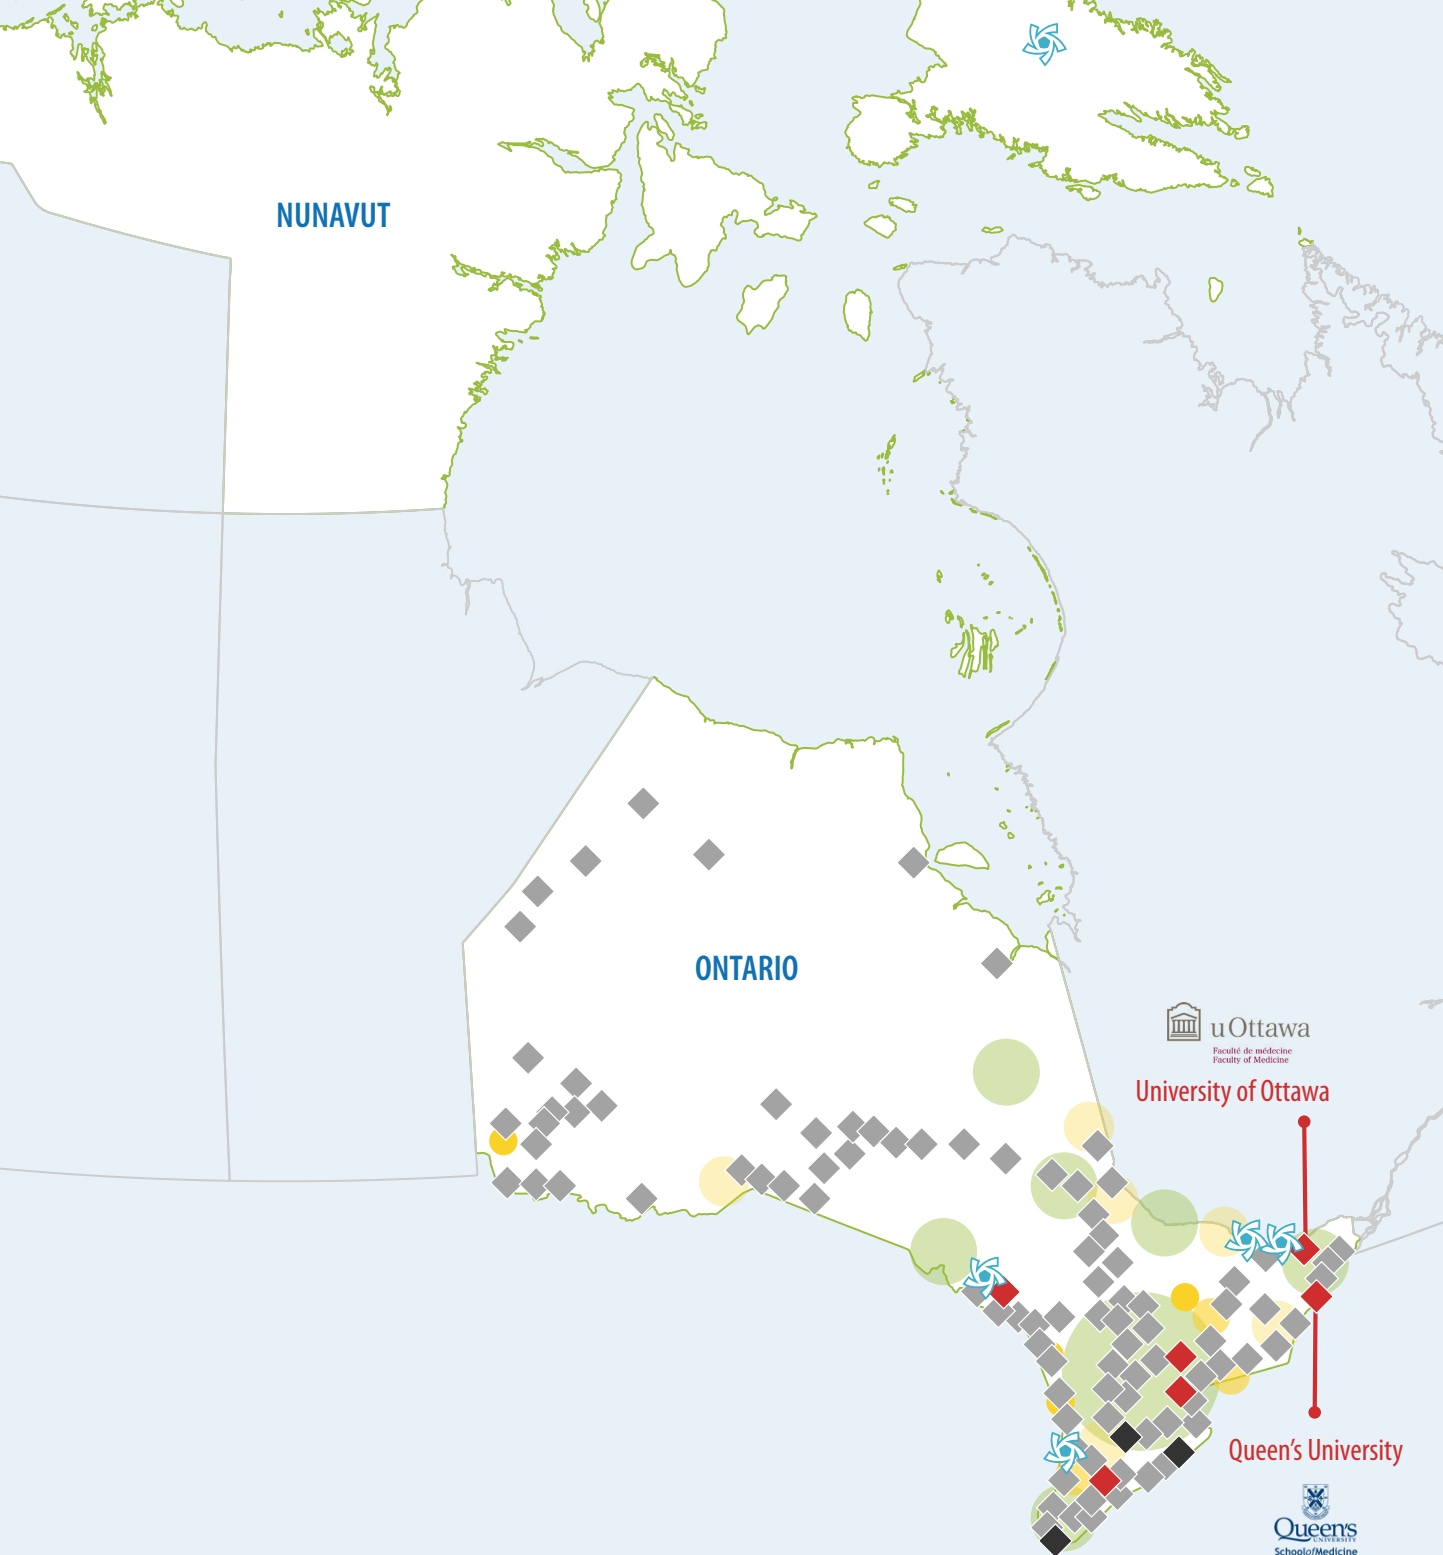 NUNAVUT
ONTARIO
uOttawa
Faculté de médecine
Faculty of Medicine
University of Ottawa
Queen's University
Queen's
UNIVERSITY
School of Medicine